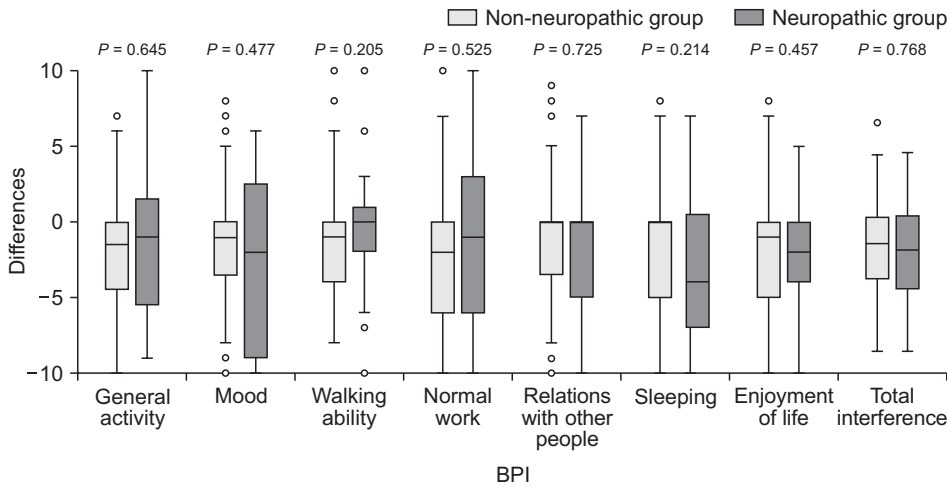 Non-neuropathic group Neuropathic group
P = 0.645 P = 0.477 P = 0.205 P = 0.525 P = 0.725 P = 0.214 P = 0.457 P = 0.768
10
5
0
−5
−10
Differences
General activity
Mood
Walking ability
Normal work
Relations with other people
Sleeping
Enjoyment of life
Total interference
BPI